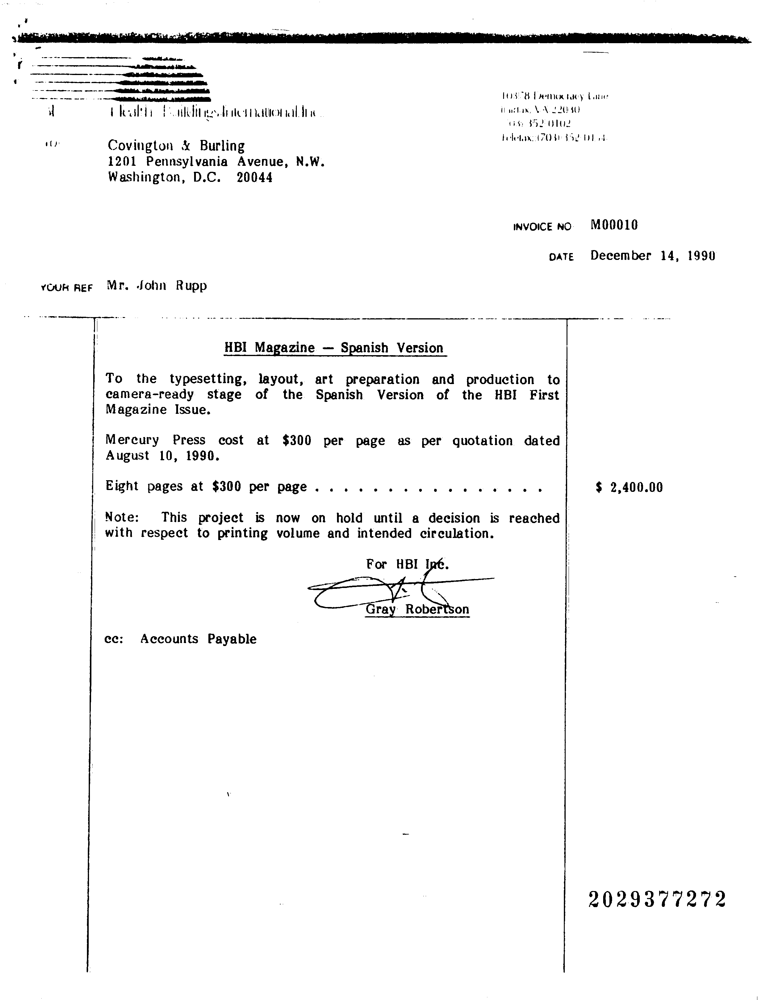 Buildings International Inc.
10378 Democracy Lane
Fairfax, VA 22030
352 0102
Telefax: (703) 352 01
Covington & Burling
1201 Pennsylvania Avenue, N.W.
Washington, D.C. 20044
INVOICE NO M00010
DATE December 14, 1990
YOUR REF Mr. John Rupp
HBI Magazine — Spanish Version
To the typesetting, layout, art preparation and production to
camera-ready stage of the Spanish Version of the HBI First
Magazine Issue.
Mercury Press cost at $300 per page as per quotation dated
August 10, 1990.
Eight pages at $300 per page . . . . . . . . . . . . . . . . $ 2,400.00
Note: This project is now on hold until a decision is reached
with respect to printing volume and intended circulation.
For HBI Inc.
Gray Robertson
cc: Accounts Payable
2029377272